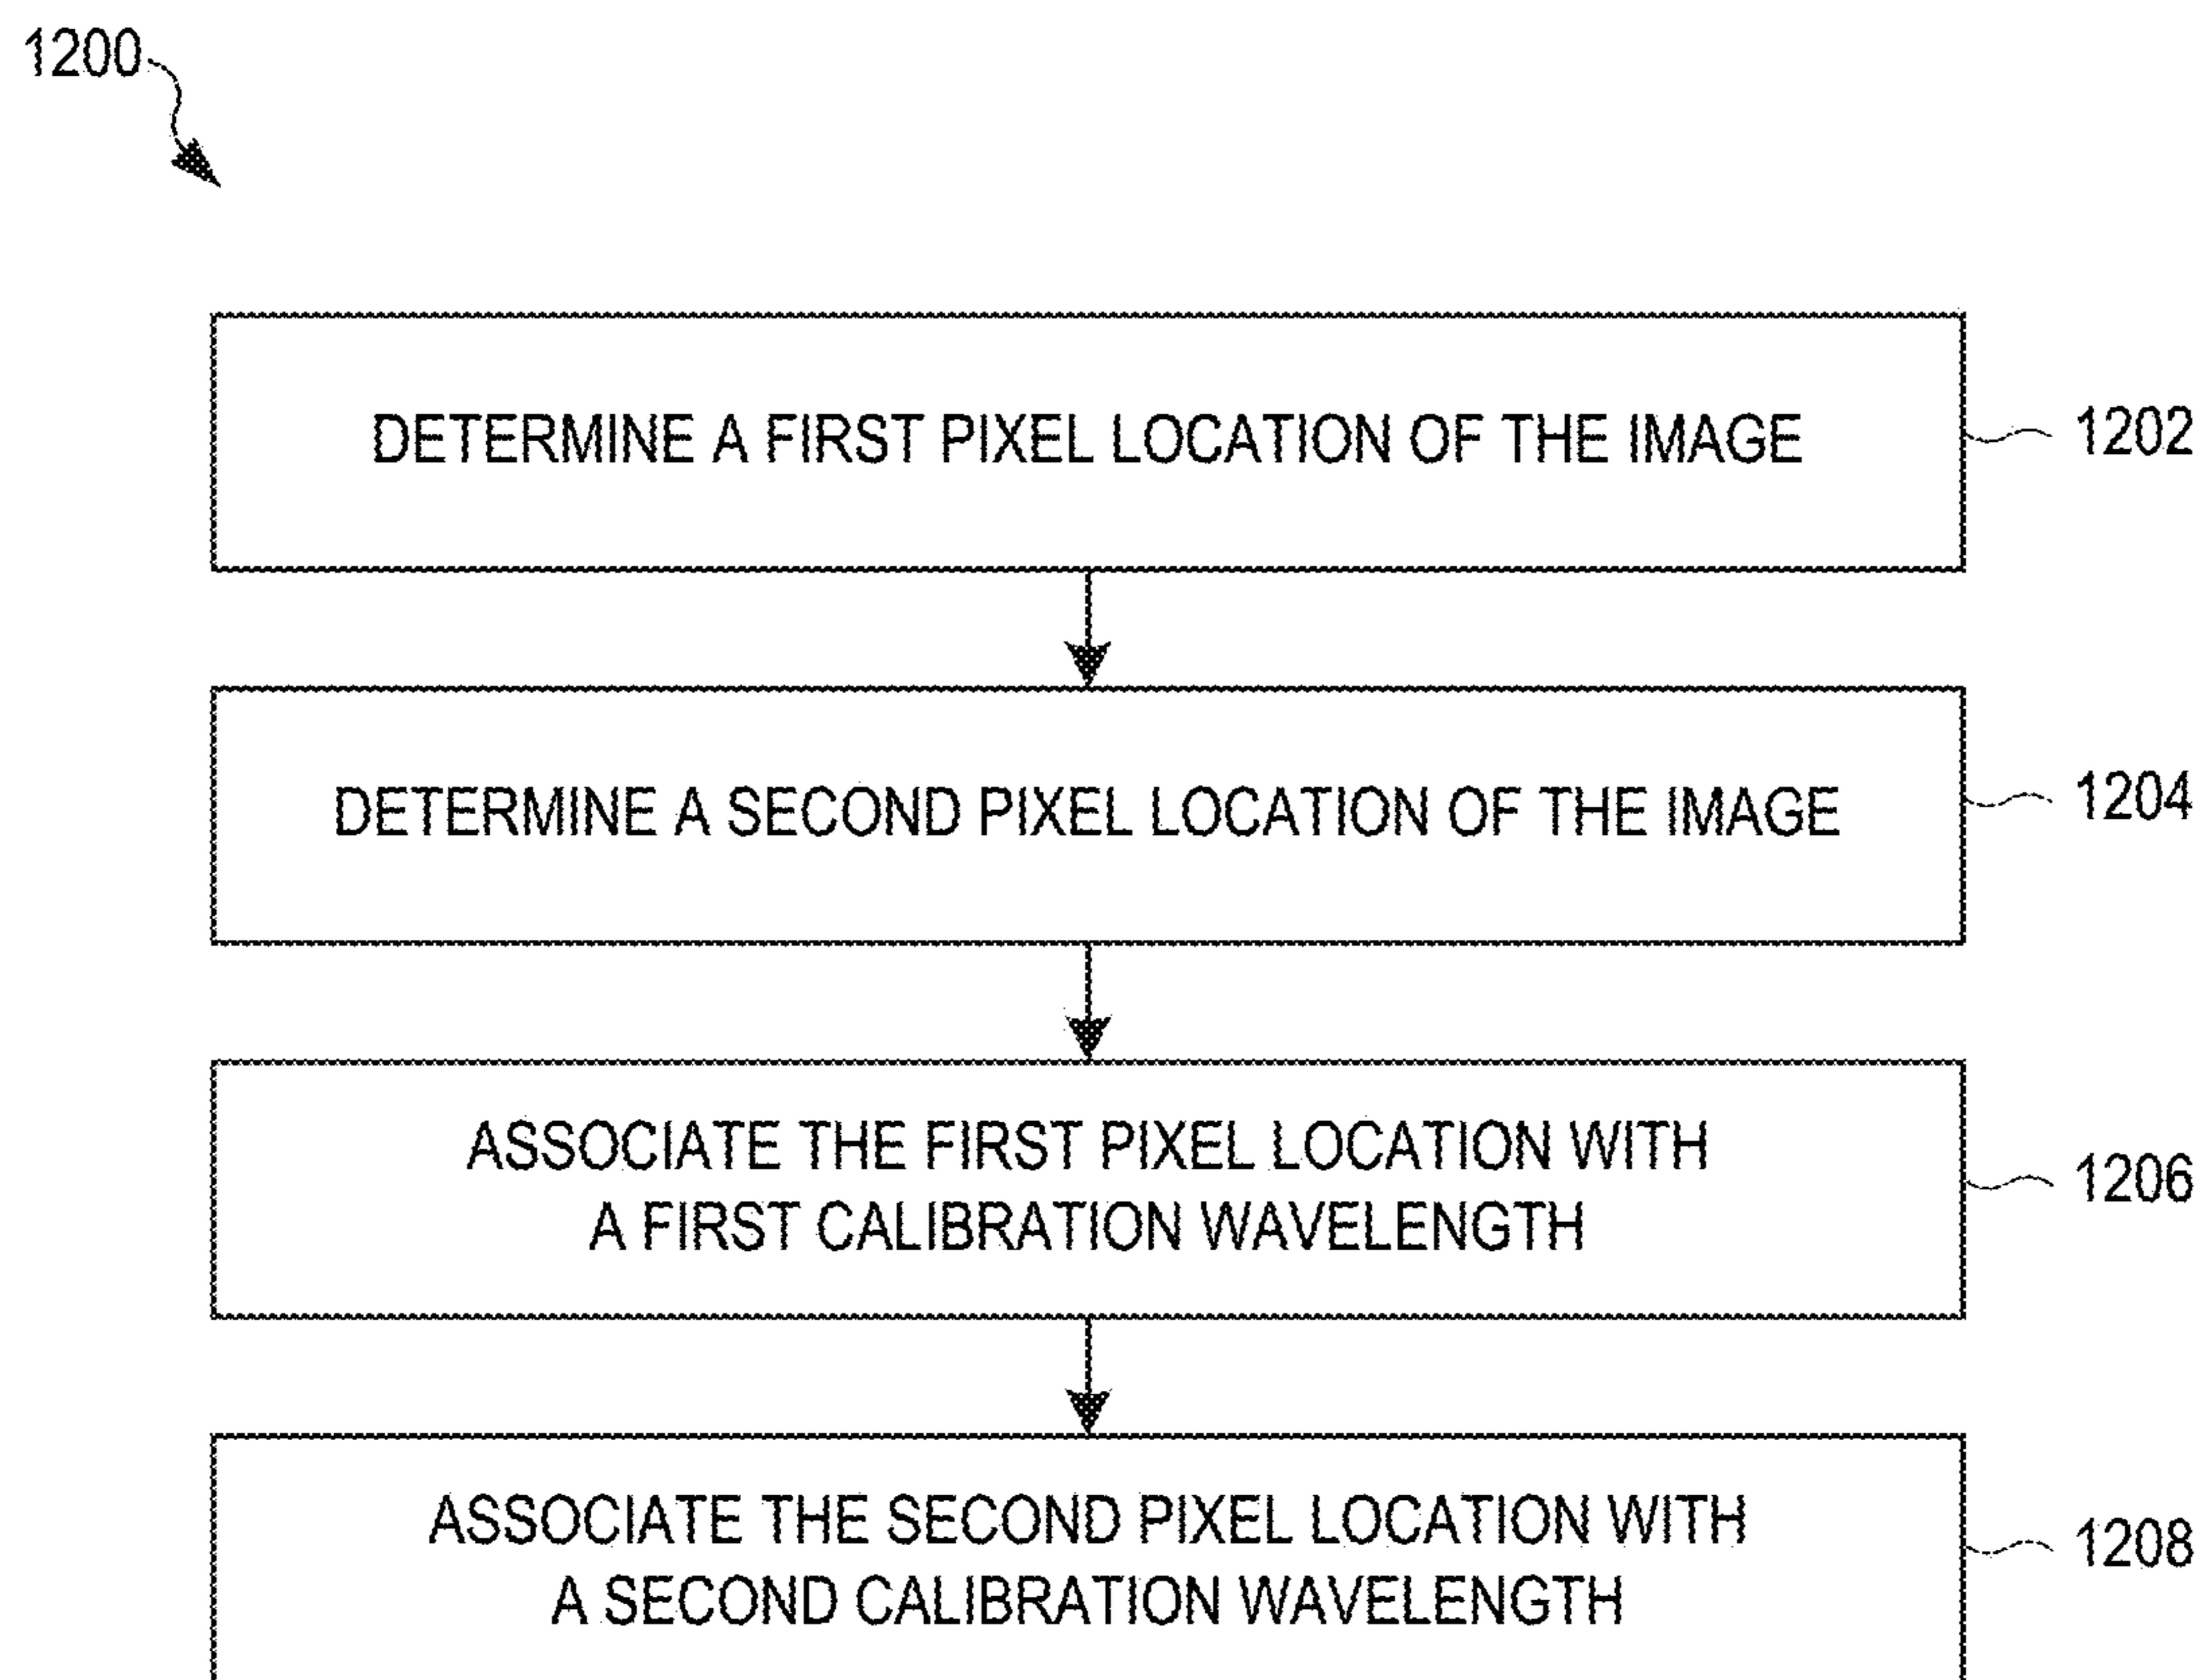 1200
DETERMINE A FIRST PIXEL LOCATION OF THE IMAGE
1202
DETERMINE A SECOND PIXEL LOCATION OF THE IMAGE
1204
ASSOCIATE THE FIRST PIXEL LOCATION WITH
A FIRST CALIBRATION WAVELENGTH
1206
ASSOCIATE THE SECOND PIXEL LOCATION WITH
A SECOND CALIBRATION WAVELENGTH
1208